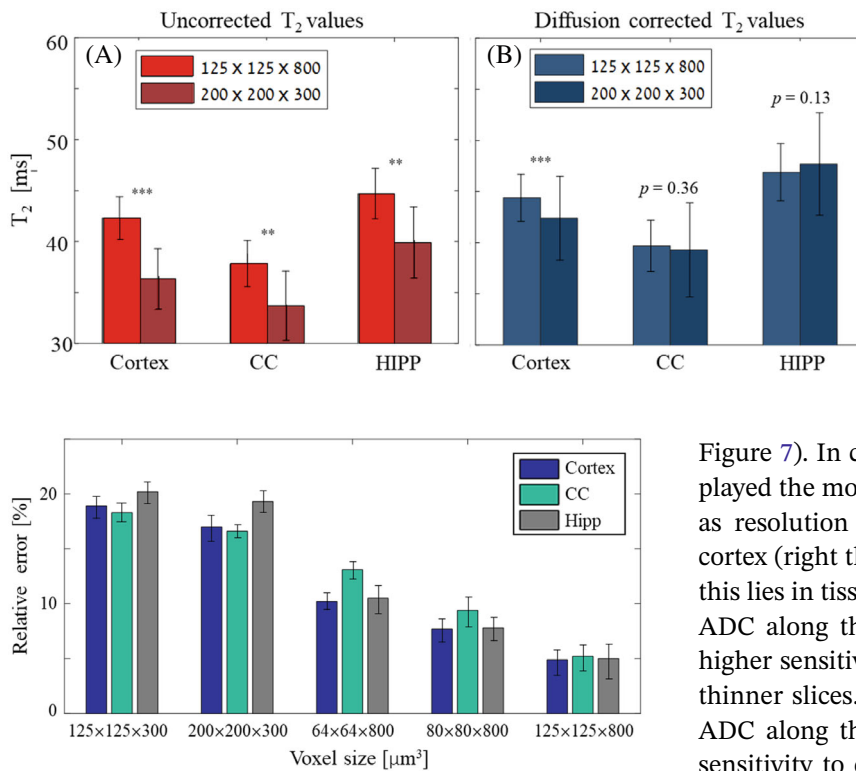 Uncorrected T₂ values
Diffusion corrected T₂ values
(A)
125 x 125 x 800
200 x 200 x 300
(B)
125 x 125 x 800
200 x 200 x 300
60
50
40
30
T₂ [ms]
***
**
**
***
p = 0.36
p = 0.13
Cortex
CC
HIPP
Cortex
CC
HIPP
Relative error [%]
20
10
0
Cortex
CC
Hipp
125×125×300
200×200×300
64×64×800
80×80×800
125×125×800
Voxel size [μm³]
Figure 7). In c
played the mo
as resolution
cortex (right th
this lies in tiss
ADC along th
higher sensitiv
thinner slices.
ADC along th